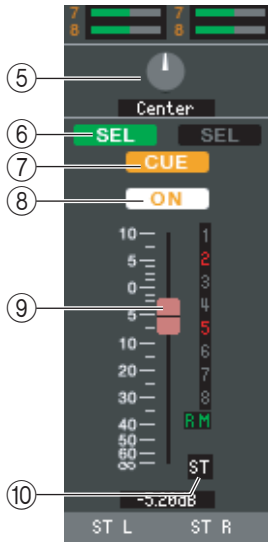 7 7
8 8
⑤
Center
⑥ SEL SEL
⑦ CUE
⑧ ON
10 1
5 2
0 3
⑨ 4
5 5
10 6
20 7
30 8
40 R M
50
60
∞ ST
⑩ -5.20dB
ST L ST R